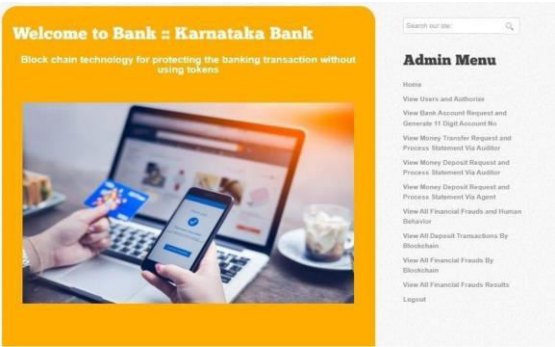 Welcome to Bank :: Karnataka Bank
Block chain technology for protecting the banking transaction without
using tokens
Search our site:
Admin Menu
Home
View Users and Authorize
View Bank Account Request and
Generate 11 Digit Account No
View Money Transfer Request and
Process Statement Via Auditor
View Money Deposit Request and
Process Statement Via Auditor
View Money Deposit Request and
Process Statement Via Agent
View All Financial Frauds and Human
Behavior
View All Deposit Transactions By
Blockchain
View All Financial Frauds By
Blockchain
View All Financial Frauds Results
Logout